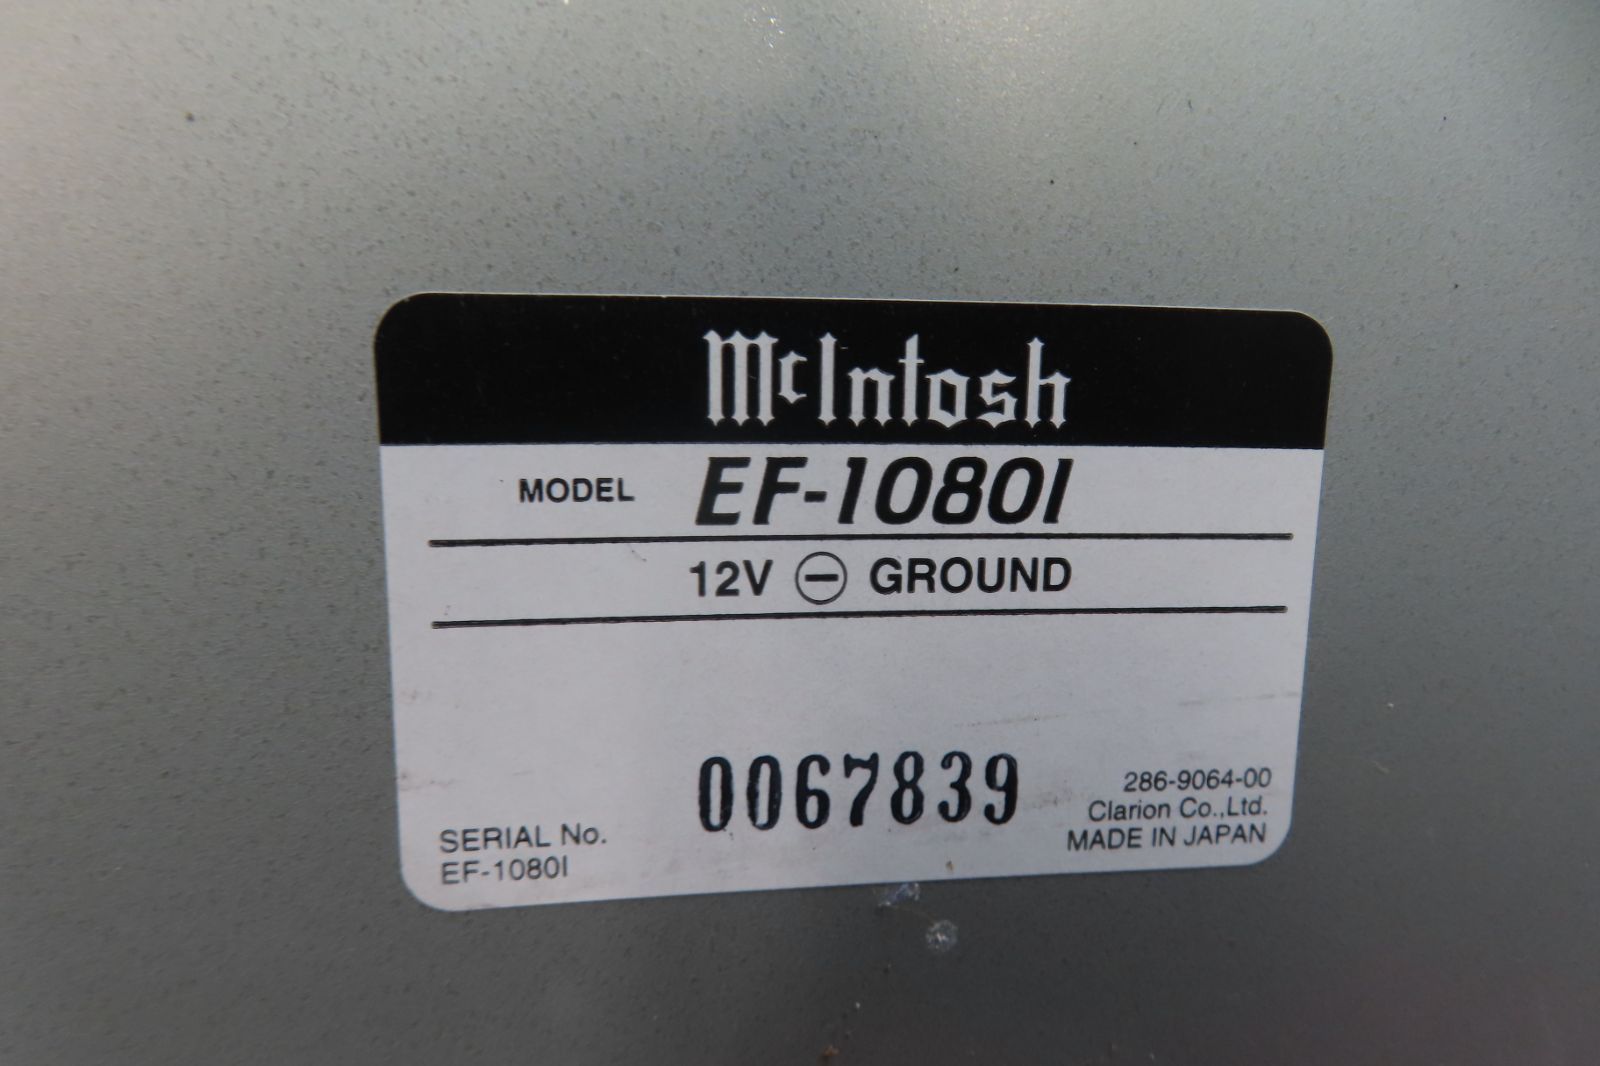 McIntosh
MODEL EF-1080I
12V ⊖ GROUND
0067839
SERIAL No.
EF-1080I
286-9064-00
Clarion Co.,Ltd.
MADE IN JAPAN